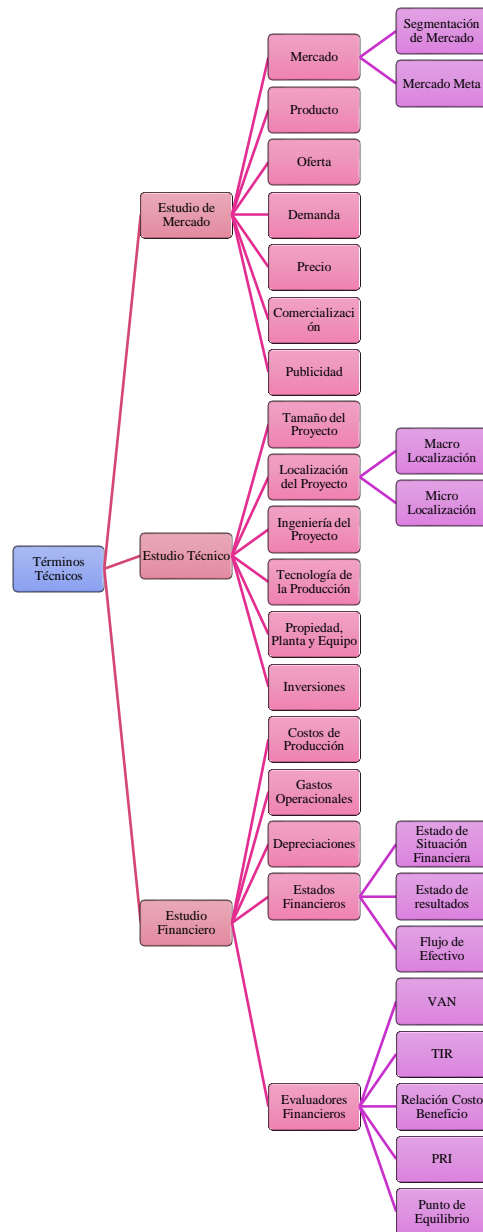 Términos
Técnicos
Estudio de
Mercado
Mercado
Segmentación
de Mercado
Mercado Meta
Producto
Oferta
Demanda
Precio
Comercializaci
ón
Publicidad
Estudio Técnico
Tamaño del
Proyecto
Localización
del Proyecto
Macro
Localización
Micro
Localización
Ingeniería del
Proyecto
Tecnología de
la Producción
Propiedad,
Planta y Equipo
Inversiones
Estudio
Financiero
Costos de
Producción
Gastos
Operacionales
Depreciaciones
Estados
Financieros
Estado de
Situación
Financiera
Estado de
resultados
Flujo de
Efectivo
Evaluadores
Financieros
VAN
TIR
Relación Costo
Beneficio
PRI
Punto de
Equilibrio